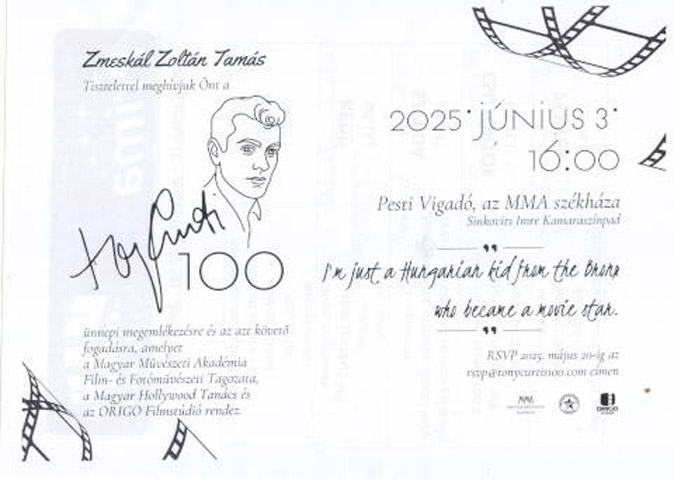 Zmeskál Zoltán Tamás
Tisztelettel meghívjuk Önt a
Tony Curtis
100
ünnepi megemlékezésre és az azt követő
fogadásra, amelyet
a Magyar Művészeti Akadémia
Film- és Fotóművészeti Tagozata,
a Magyar Hollywood Tanács és
az ORIGO Filmstúdió rendez.
2025. JÚNIUS 3.
16:00
Pesti Vigadó, az MMA székháza
Sinkovits Imre Kamaraszínpad
I'm just a Hungarian kid from the Bronx
who became a movie star.
RSVP 2025. május 20-ig az
rsvp@tonycurtis100.com címen
MMA
ORIGO